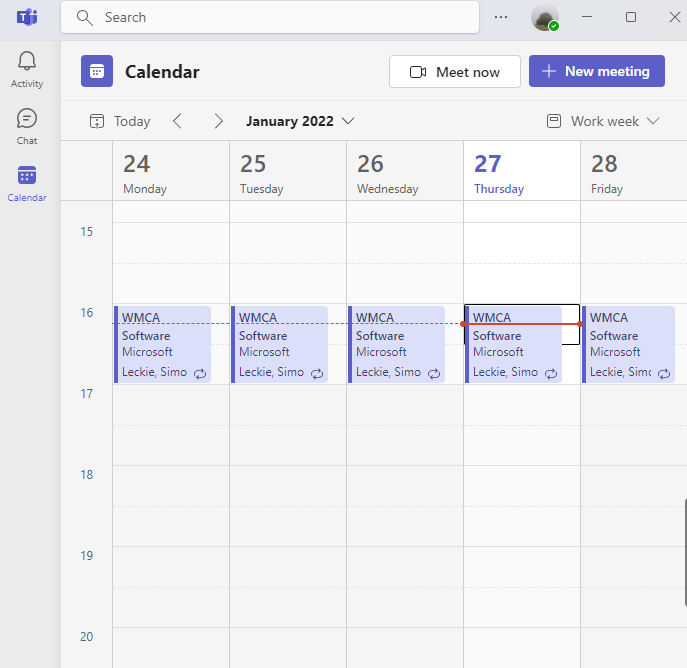 Search
Activity
Chat
Calendar
Calendar
Meet now
New meeting
Today
January 2022
Work week
24
Monday
25
Tuesday
26
Wednesday
27
Thursday
28
Friday
15
16
WMCA
Software
Microsoft
Leckie, Simo
WMCA
Software
Microsoft
Leckie, Simo
WMCA
Software
Microsoft
Leckie, Simo
WMCA
Software
Microsoft
Leckie, Simo
WMCA
Software
Microsoft
Leckie, Simo
17
18
19
20